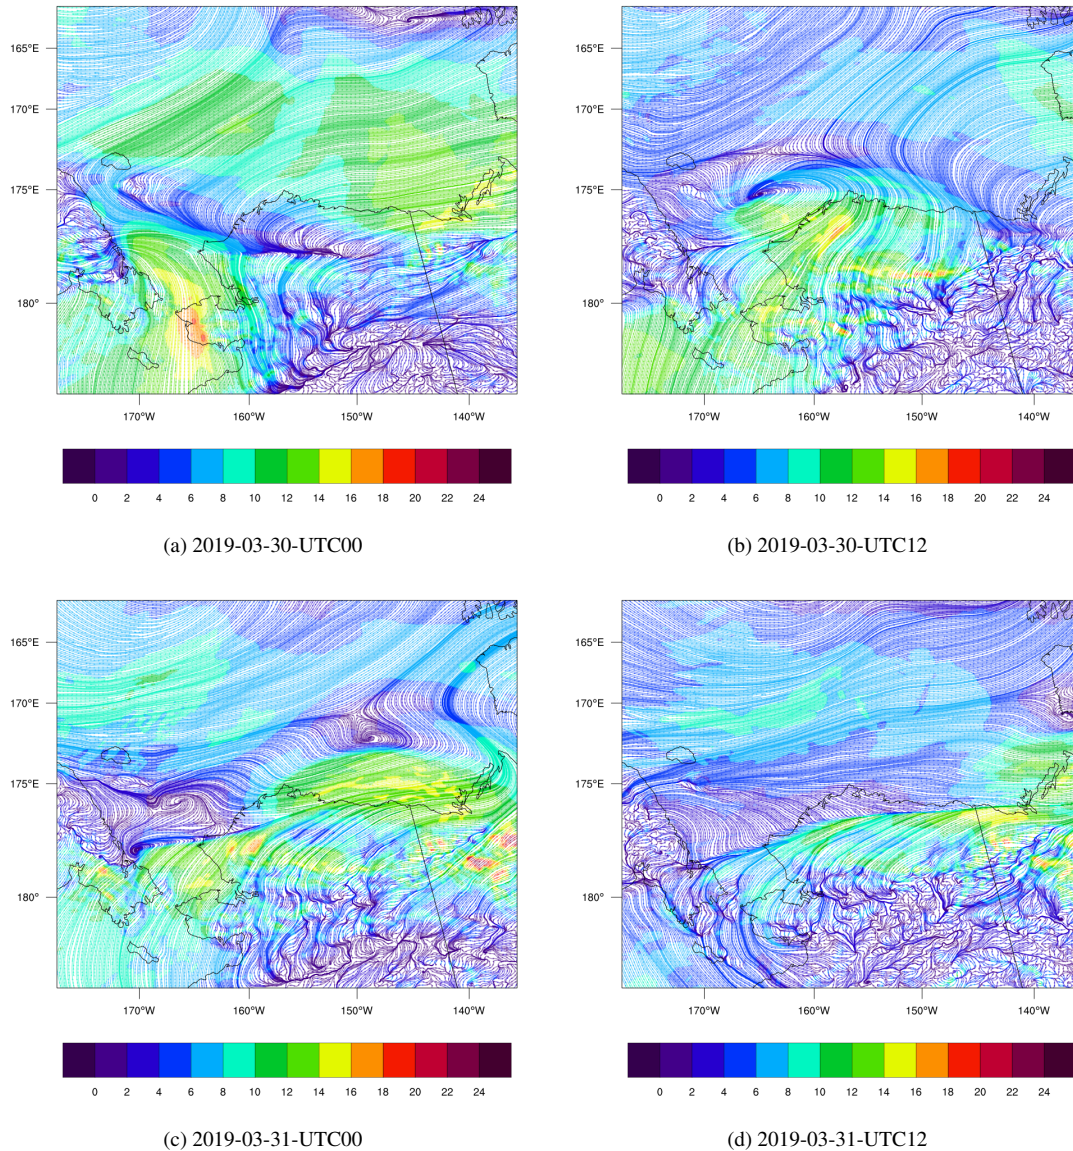 165°E
170°E
175°E
180°
170°W 160°W 150°W 140°W
0 2 4 6 8 10 12 14 16 18 20 22 24
(a) 2019-03-30-UTC00
165°E
170°E
175°E
180°
170°W 160°W 150°W 140°W
0 2 4 6 8 10 12 14 16 18 20 22 24
(b) 2019-03-30-UTC12
165°E
170°E
175°E
180°
170°W 160°W 150°W 140°W
0 2 4 6 8 10 12 14 16 18 20 22 24
(c) 2019-03-31-UTC00
165°E
170°E
175°E
180°
170°W 160°W 150°W 140°W
0 2 4 6 8 10 12 14 16 18 20 22 24
(d) 2019-03-31-UTC12